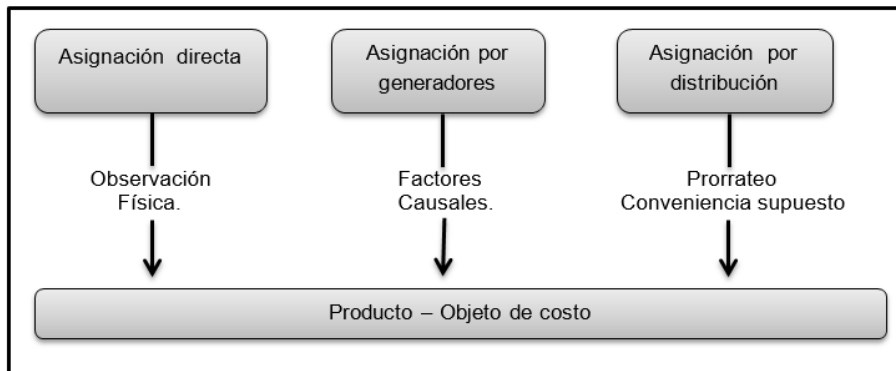 Asignación directa
Asignación por
generadores
Asignación por
distribución
Observación
Física.
Factores
Causales.
Prorrateo
Conveniencia supuesto
Producto – Objeto de costo